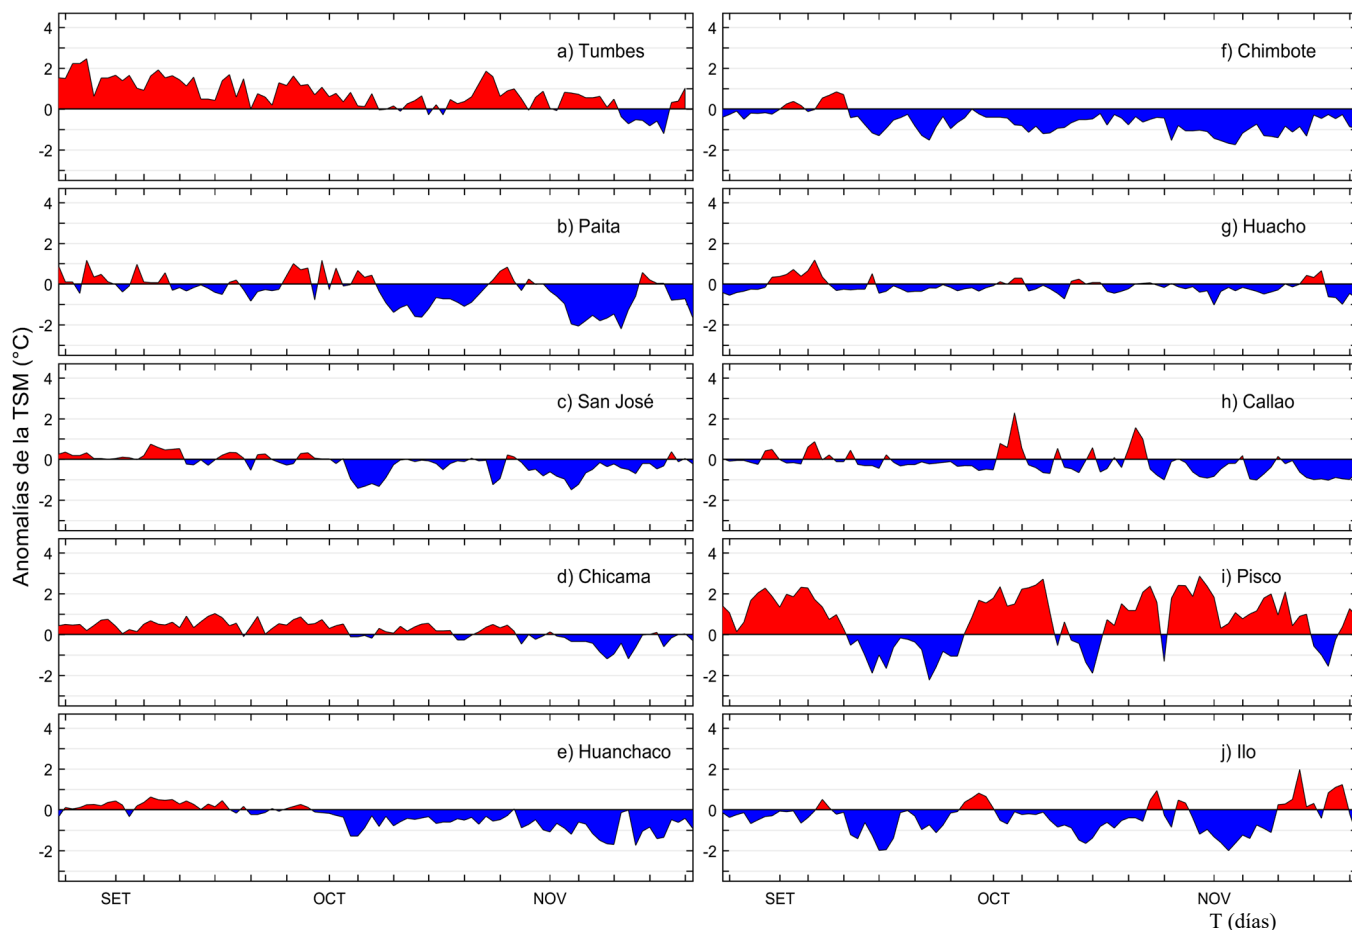 Anomalías de la TSM (°C)
a) Tumbes
4
2
0
-2
b) Paita
4
2
0
-2
c) San José
4
2
0
-2
d) Chicama
4
2
0
-2
e) Huanchaco
4
2
0
-2
SET OCT NOV
f) Chimbote
4
2
0
-2
g) Huacho
4
2
0
-2
h) Callao
4
2
0
-2
i) Pisco
4
2
0
-2
j) Ilo
4
2
0
-2
SET OCT NOV
T (días)